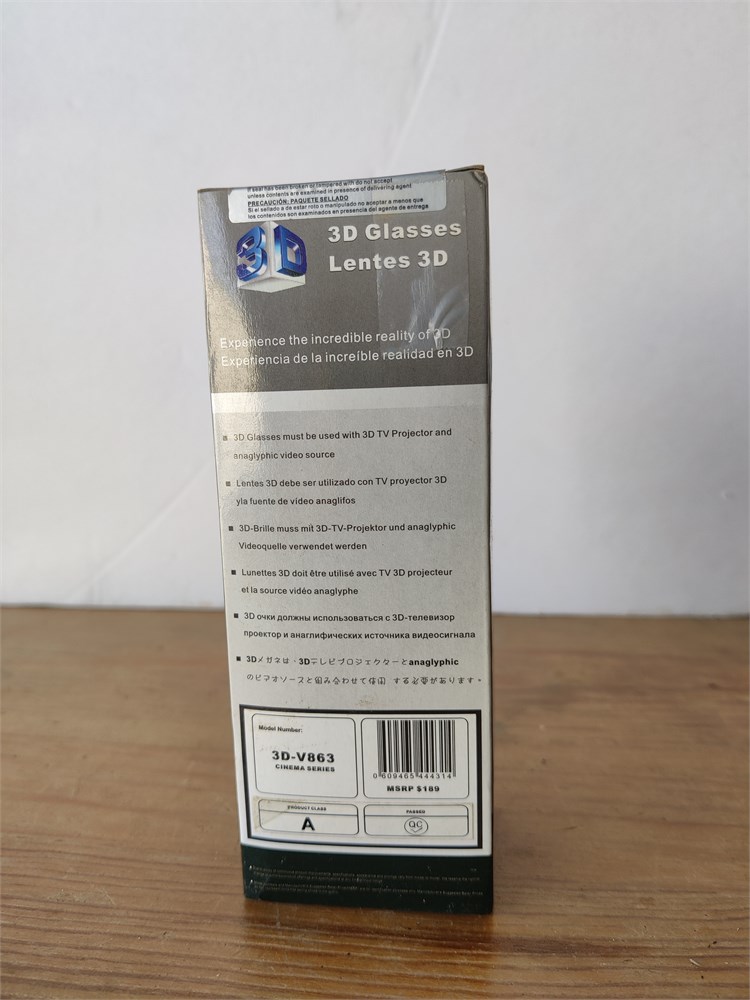 If seal has been broken or tampered with do not accept
unless contents are examined in presence of delivering agent
PRECAUCIÓN: PAQUETE SELLADO
Si el sellado a de estar roto o manipulado no aceptar a menos que
los contenidos son examinados en presencia del agente de entrega
3D
3D Glasses
Lentes 3D
Experience the incredible reality of 3D
Experiencia de la increíble realidad en 3D
3D Glasses must be used with 3D TV Projector and
anaglyphic video source
Lentes 3D debe ser utilizado con TV proyector 3D
yla fuente de vídeo anaglifos
3D-Brille muss mit 3D-TV-Projektor und anaglyphic
Videoquelle verwendet werden
Lunettes 3D doit être utilisé avec TV 3D projecteur
et la source vidéo anaglyphe
3D очки должны использоваться с 3D-телевизор
проектор и анаглифических источника видеосигнала
3Dメガネは・3Dテレビプロジェクターとanaglyphic
のビデオソースと組み合わせて使用 する必要があります。
Model Number:
3D-V863
CINEMA SERIES
0 609465 444314
MSRP $189
PRODUCT CLASS
A
PASSED
QC